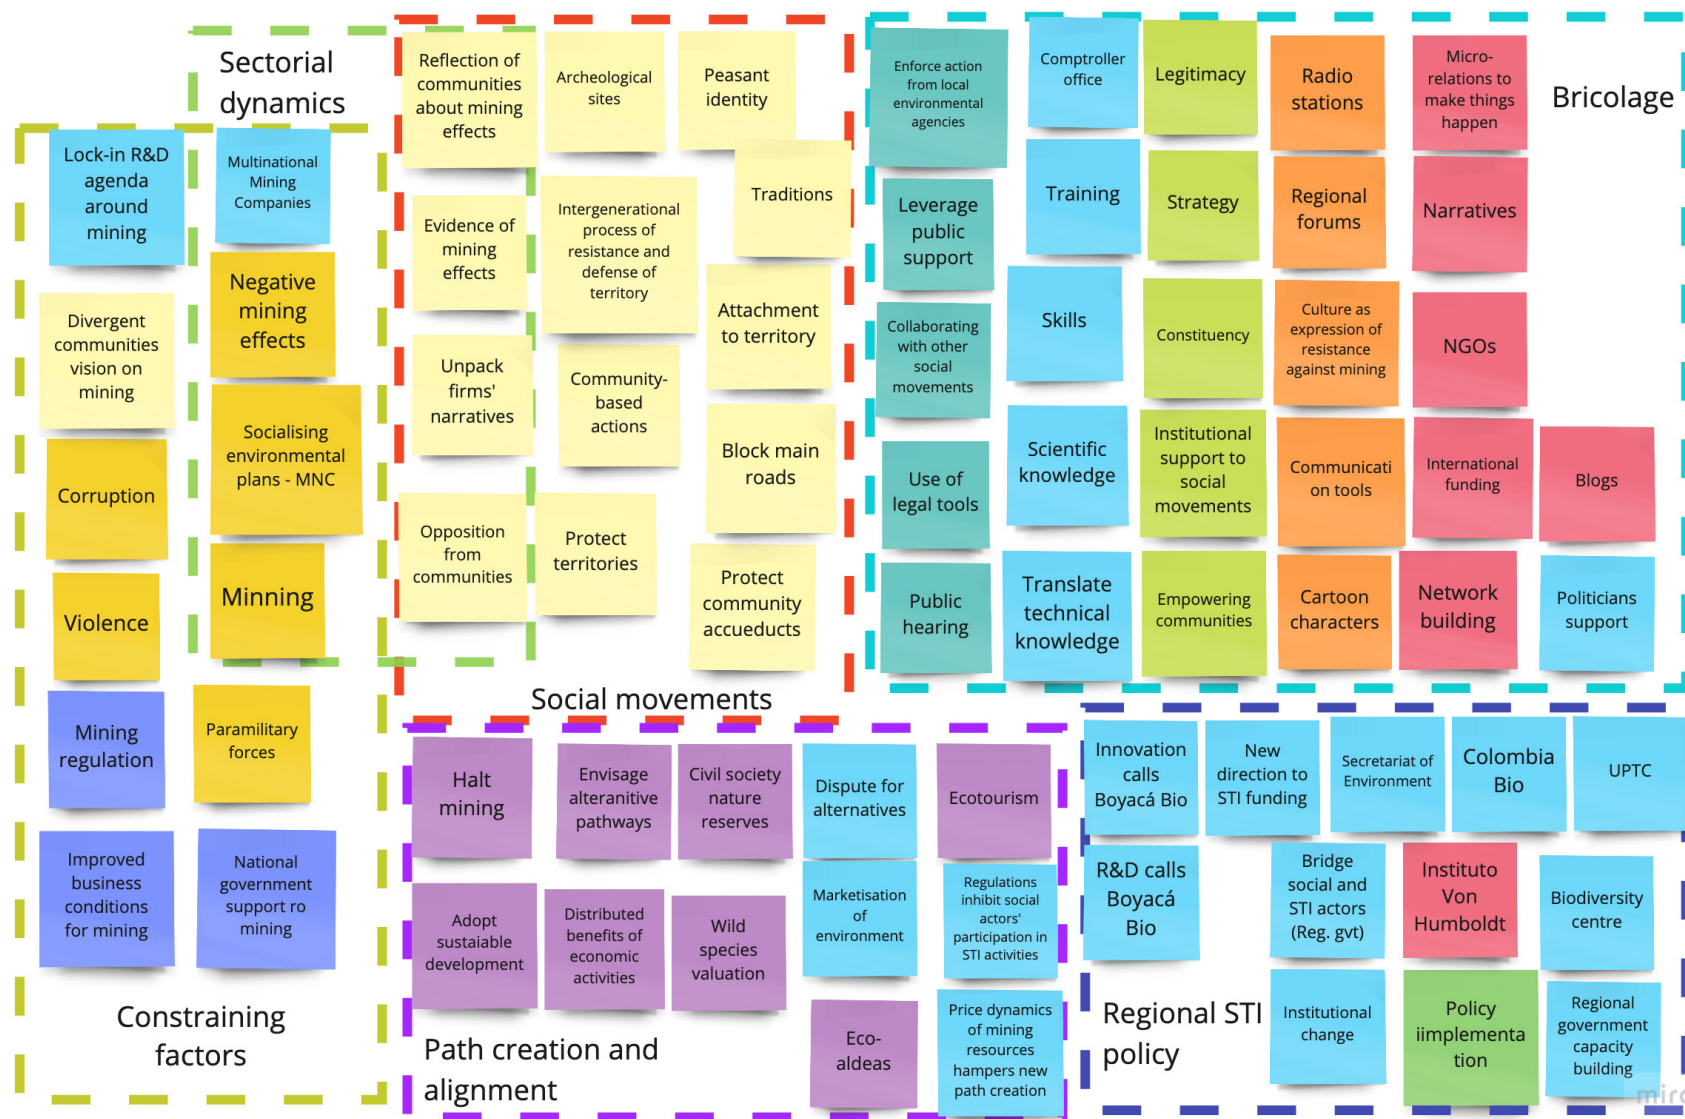 Sectorial
dynamics
Lock-in R&D
agenda
around
mining
Multinational
Mining
Companies
Divergent
communities
vision on
mining
Negative
mining
effects
Corruption
Socialising
environmental
plans - MNC
Violence
Minning
Mining
regulation
Paramilitary
forces
Improved
business
conditions
for mining
National
government
support ro
mining
Constraining
factors
Reflection of
communities
about mining
effects
Archeological
sites
Peasant
identity
Traditions
Evidence of
mining
effects
Intergenerational
process of
resistance and
defense of
territory
Attachment
to territory
Unpack
firms'
narratives
Community-
based
actions
Block main
roads
Opposition
from
communities
Protect
territories
Protect
community
accueducts
Social movements
Enforce action
from local
environmental
agencies
Comptroller
office
Legitimacy
Radio
stations
Micro-
relations to
make things
happen
Bricolage
Leverage
public
support
Training
Strategy
Regional
forums
Narratives
Collaborating
with other
social
movements
Skills
Constituency
Culture as
expression of
resistance
against mining
NGOs
Use of
legal tools
Scientific
knowledge
Institutional
support to
social
movements
Communicati
on tools
International
funding
Blogs
Public
hearing
Translate
technical
knowledge
Empowering
communities
Cartoon
characters
Network
building
Politicians
support
Halt
mining
Envisage
alteranitive
pathways
Civil society
nature
reserves
Dispute for
alternatives
Ecotourism
Adopt
sustaiable
development
Distributed
benefits of
economic
activities
Wild
species
valuation
Marketisation
of
environment
Regulations
inhibit social
actors'
participation in
STI activities
Eco-
aldeas
Price dynamics
of mining
resources
hampers new
path creation
Path creation and
alignment
Innovation
calls
Boyacá Bio
New
direction to
STI funding
Secretariat of
Environment
Colombia
Bio
UPTC
R&D calls
Boyacá
Bio
Bridge
social and
STI actors
(Reg. gvt)
Instituto
Von
Humboldt
Biodiversity
centre
Regional STI
policy
Institutional
change
Policy
iimplementa
tion
Regional
government
capacity
building
miro